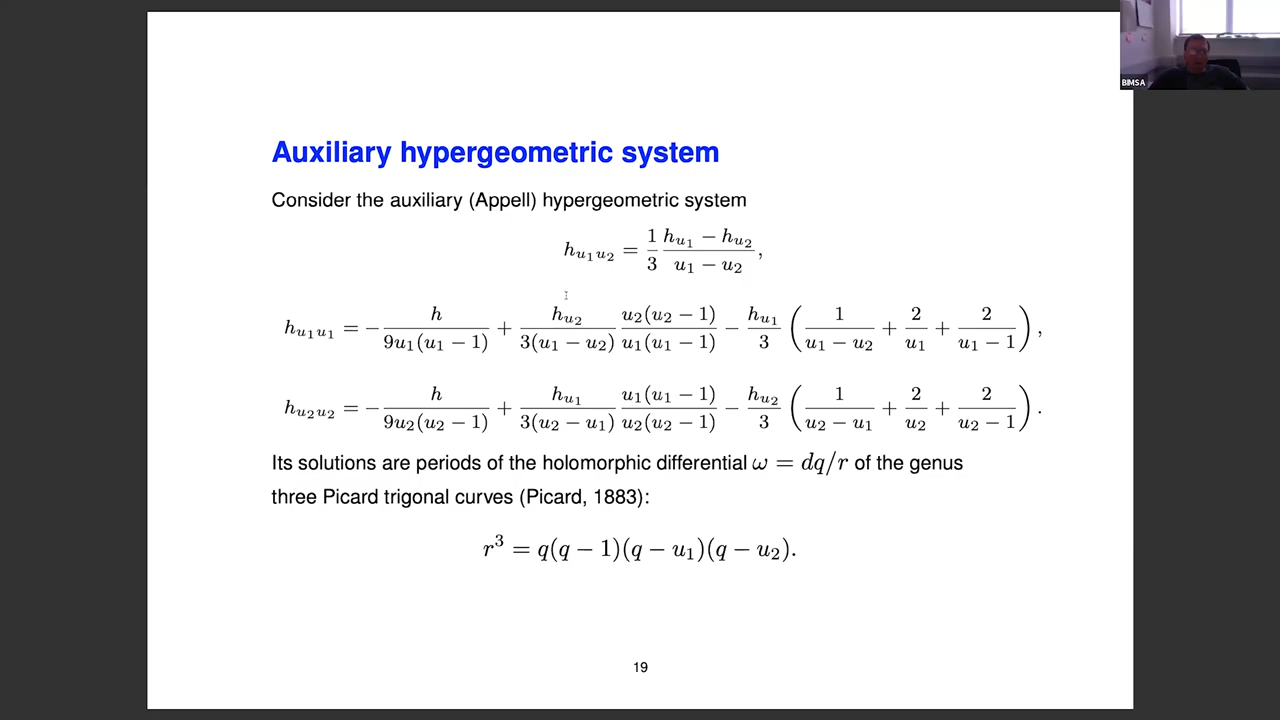 BIMSA
Auxiliary hypergeometric system
Consider the auxiliary (Appell) hypergeometric system
h_{u_1 u_2} = \frac{1}{3} \frac{h_{u_1} - h_{u_2}}{u_1 - u_2},
h_{u_1 u_1} = -\frac{h}{9u_1(u_1 - 1)} + \frac{h_{u_2}}{3(u_1 - u_2)} \frac{u_2(u_2 - 1)}{u_1(u_1 - 1)} - \frac{h_{u_1}}{3} \left( \frac{1}{u_1 - u_2} + \frac{2}{u_1} + \frac{2}{u_1 - 1} \right),
h_{u_2 u_2} = -\frac{h}{9u_2(u_2 - 1)} + \frac{h_{u_1}}{3(u_2 - u_1)} \frac{u_1(u_1 - 1)}{u_2(u_2 - 1)} - \frac{h_{u_2}}{3} \left( \frac{1}{u_2 - u_1} + \frac{2}{u_2} + \frac{2}{u_2 - 1} \right).
Its solutions are periods of the holomorphic differential ω = dq/r of the genus
three Picard trigonal curves (Picard, 1883):
r^3 = q(q − 1)(q − u_1)(q − u_2).
19